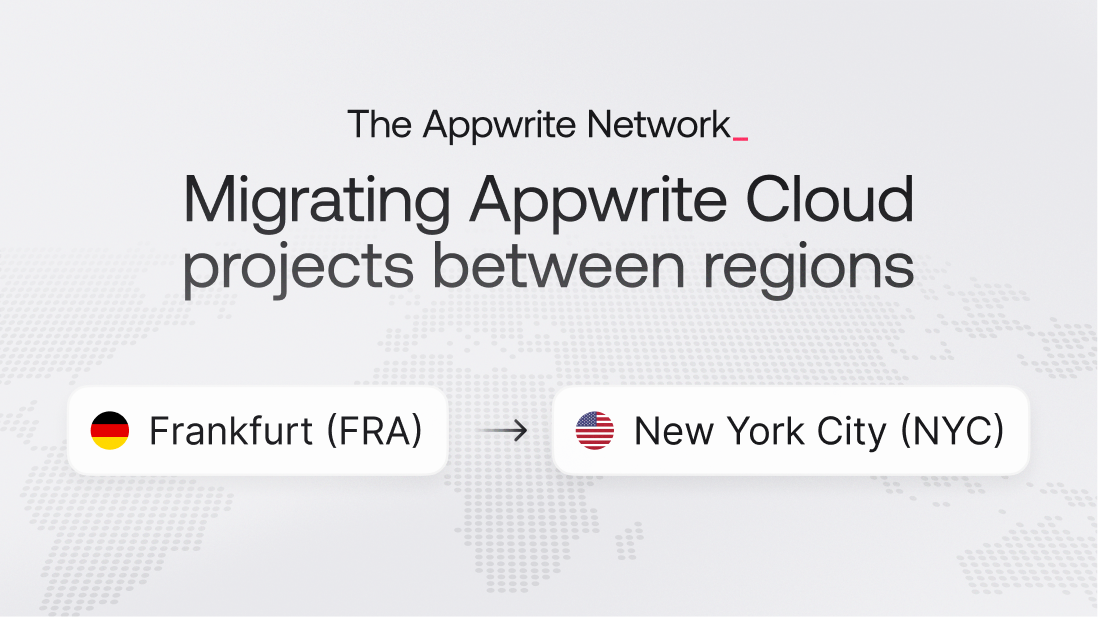 The Appwrite Network_
Migrating Appwrite Cloud
projects between regions
Frankfurt (FRA)
New York City (NYC)